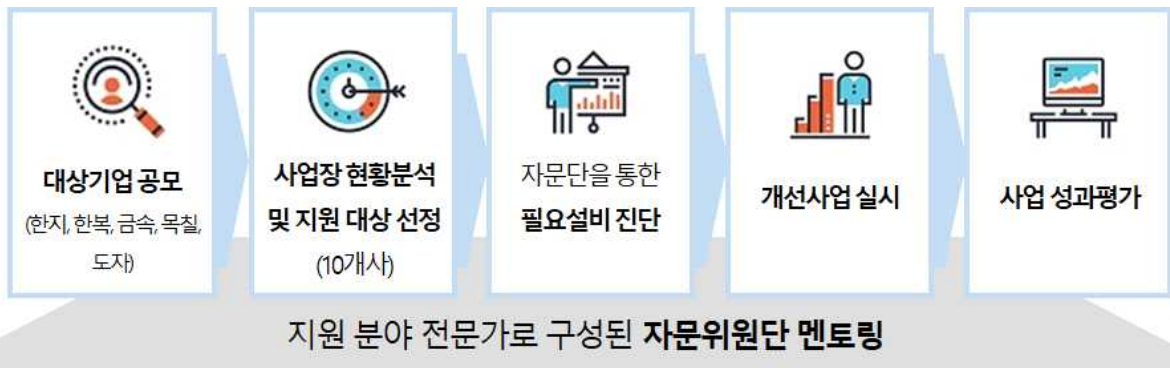 대상기업 공모
(한지, 한복, 금속, 목칠,
도자)
사업장 현황분석
및 지원 대상 선정
(10개사)
자문단을 통한
필요설비 진단
개선사업 실시
사업 성과평가
지원 분야 전문가로 구성된 자문위원단 멘토링